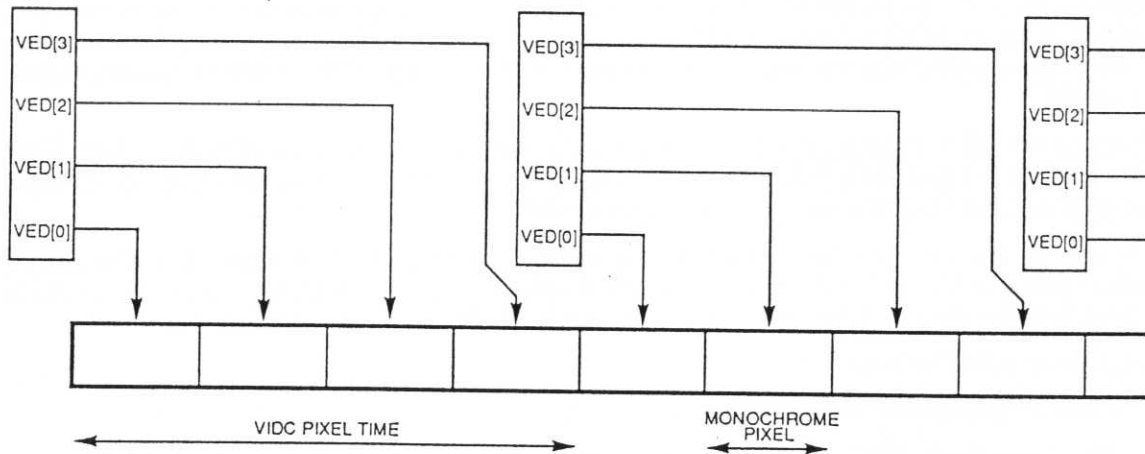 VED[3]
VED[2]
VED[1]
VED[0]
VED[3]
VED[2]
VED[1]
VED[0]
VED[3]
VED[2]
VED[1]
VED[0]
VIDC PIXEL TIME
MONOCHROME
PIXEL